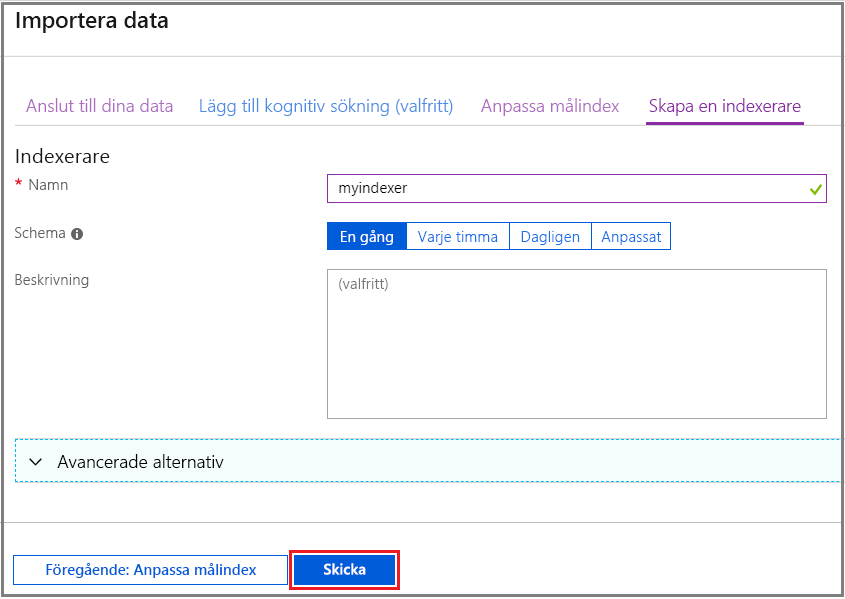 Importera data
Anslut till dina data Lägg till kognitiv sökning (valfritt) Anpassa målindex Skapa en indexerare
Indexerare
* Namn
myindexer
Schema
En gång Varje timma Dagligen Anpassat
Beskrivning
(valfritt)
Avancerade alternativ
Föregående: Anpassa målindex Skicka